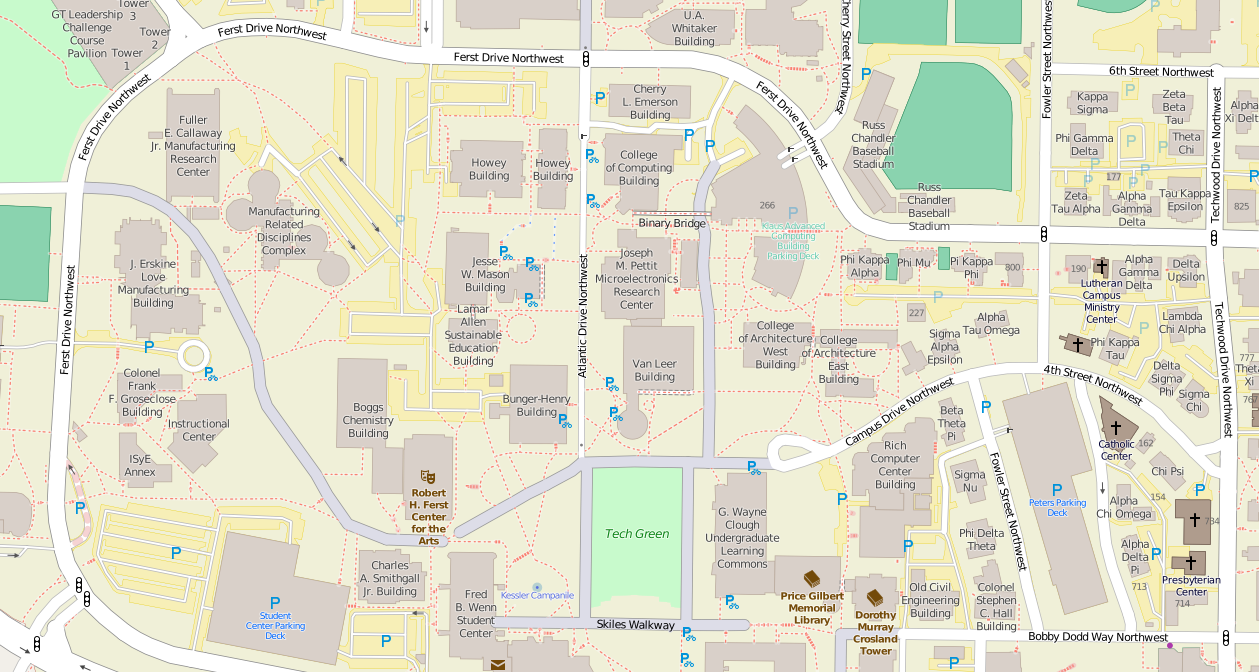 Tower
3
GT Leadership
Challenge
Course
Pavilion
Tower
2
Tower
1
P
Ferst Drive Northwest
Ferst Drive Northwest
Ferst Drive Northwest
Ferst Drive Northwest
Ferst Drive Northwest
U.A.
Whitaker
Building
Cherry Street Northwest
Fowler Street Northwest
6th Street Northwest
Techwood Drive Northwest
Fuller
E. Callaway
Jr. Manufacturing
Research
Center
Cherry
L. Emerson
Building
Russ
Chandler
Baseball
Stadium
Russ
Chandler
Baseball
Stadium
Kappa
Sigma
Zeta
Beta
Tau
Alpha
Xi Delta
Phi Gamma
Delta
Theta
Chi
177
Zeta
Tau Alpha
Alpha
Gamma
Delta
Tau Kappa
Epsilon
825
Howey
Building
Howey
Building
College
of Computing
Building
266
Klaus Advanced
Computing
Building
Parking Deck
Binary Bridge
Manufacturing
Related
Disciplines
Complex
J. Erskine
Love
Manufacturing
Building
Jesse
W. Mason
Building
Joseph
M. Pettit
Microelectronics
Research
Center
Phi Kappa
Alpha
Phi Mu
Pi Kappa
Phi
800
190
Lutheran
Campus
Ministry
Center
Alpha
Gamma
Delta
Delta
Upsilon
Lamar
Allen
Sustainable
Education
Building
Atlantic Drive Northwest
227
Sigma
Alpha
Epsilon
Alpha
Tau Omega
Lambda
Chi Alpha
Phi Kappa
Tau
Techwood Drive Northwest
College
of Architecture
West
Building
College
of Architecture
East
Building
Van Leer
Building
Colonel
Frank
F. Groseclose
Building
Instructional
Center
ISyE
Annex
Boggs
Chemistry
Building
Bunger-Henry
Building
4th Street Northwest
Delta
Sigma
Phi
Sigma
Chi
777
Theta
Xi
762
Campus Drive Northwest
Beta
Theta
Pi
Rich
Computer
Center
Building
Sigma
Nu
Catholic
Center
162
Chi Psi
Fowler Street Northwest
Peters Parking
Deck
154
Alpha
Chi Omega
734
Robert
H. Ferst
Center
for the
Arts
Tech Green
G. Wayne
Clough
Undergraduate
Learning
Commons
Phi Delta
Theta
Alpha
Delta
Pi
713
Presbyterian
Center
714
Charles
A. Smithgall
Jr. Building
Student
Center Parking
Deck
Fred
B. Wenn
Student
Center
Kessler Campanile
Price Gilbert
Memorial
Library
Dorothy
Murray
Crosland
Tower
Old Civil
Engineering
Building
Colonel
Stephen
C. Hall
Building
Skiles Walkway
Bobby Dodd Way Northwest